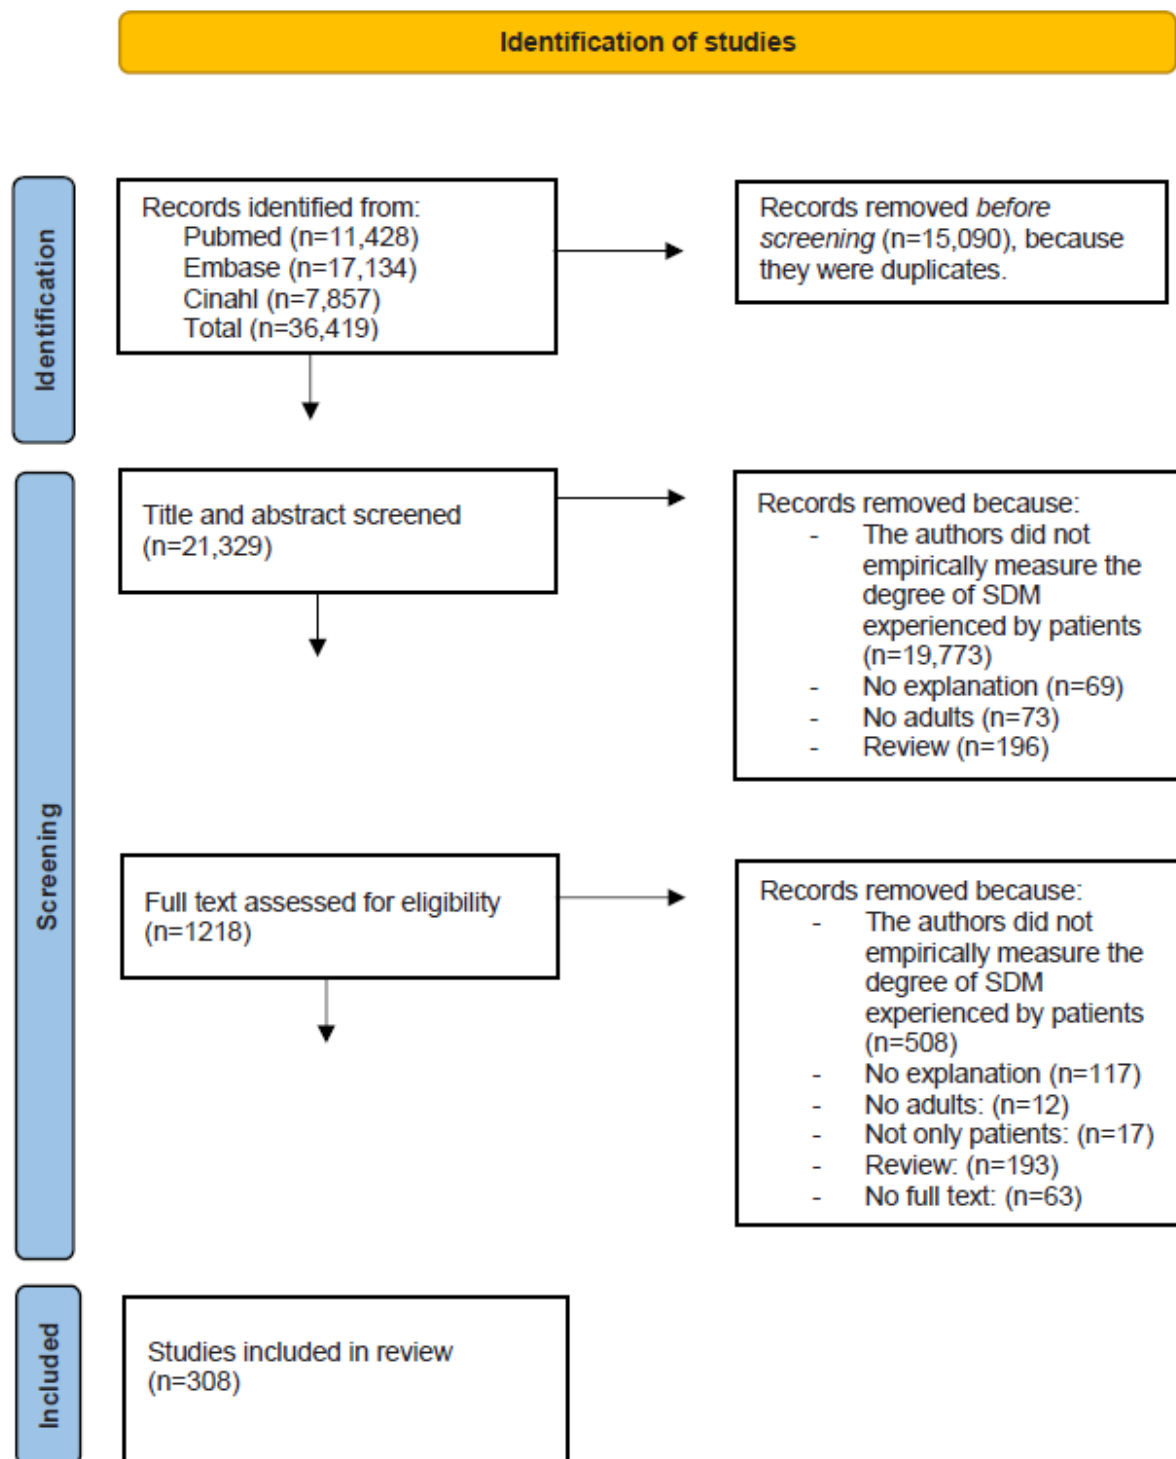 Identification of studies
Identification
Records identified from:
Pubmed (n=11,428)
Embase (n=17,134)
Cinahl (n=7,857)
Total (n=36,419)
Records removed before
screening (n=15,090), because
they were duplicates.
Screening
Title and abstract screened
(n=21,329)
Records removed because:
- The authors did not
empirically measure the
degree of SDM
experienced by patients
(n=19,773)
- No explanation (n=69)
- No adults (n=73)
- Review (n=196)
Full text assessed for eligibility
(n=1218)
Records removed because:
- The authors did not
empirically measure the
degree of SDM
experienced by patients
(n=508)
- No explanation (n=117)
- No adults: (n=12)
- Not only patients: (n=17)
- Review: (n=193)
- No full text: (n=63)
Included
Studies included in review
(n=308)